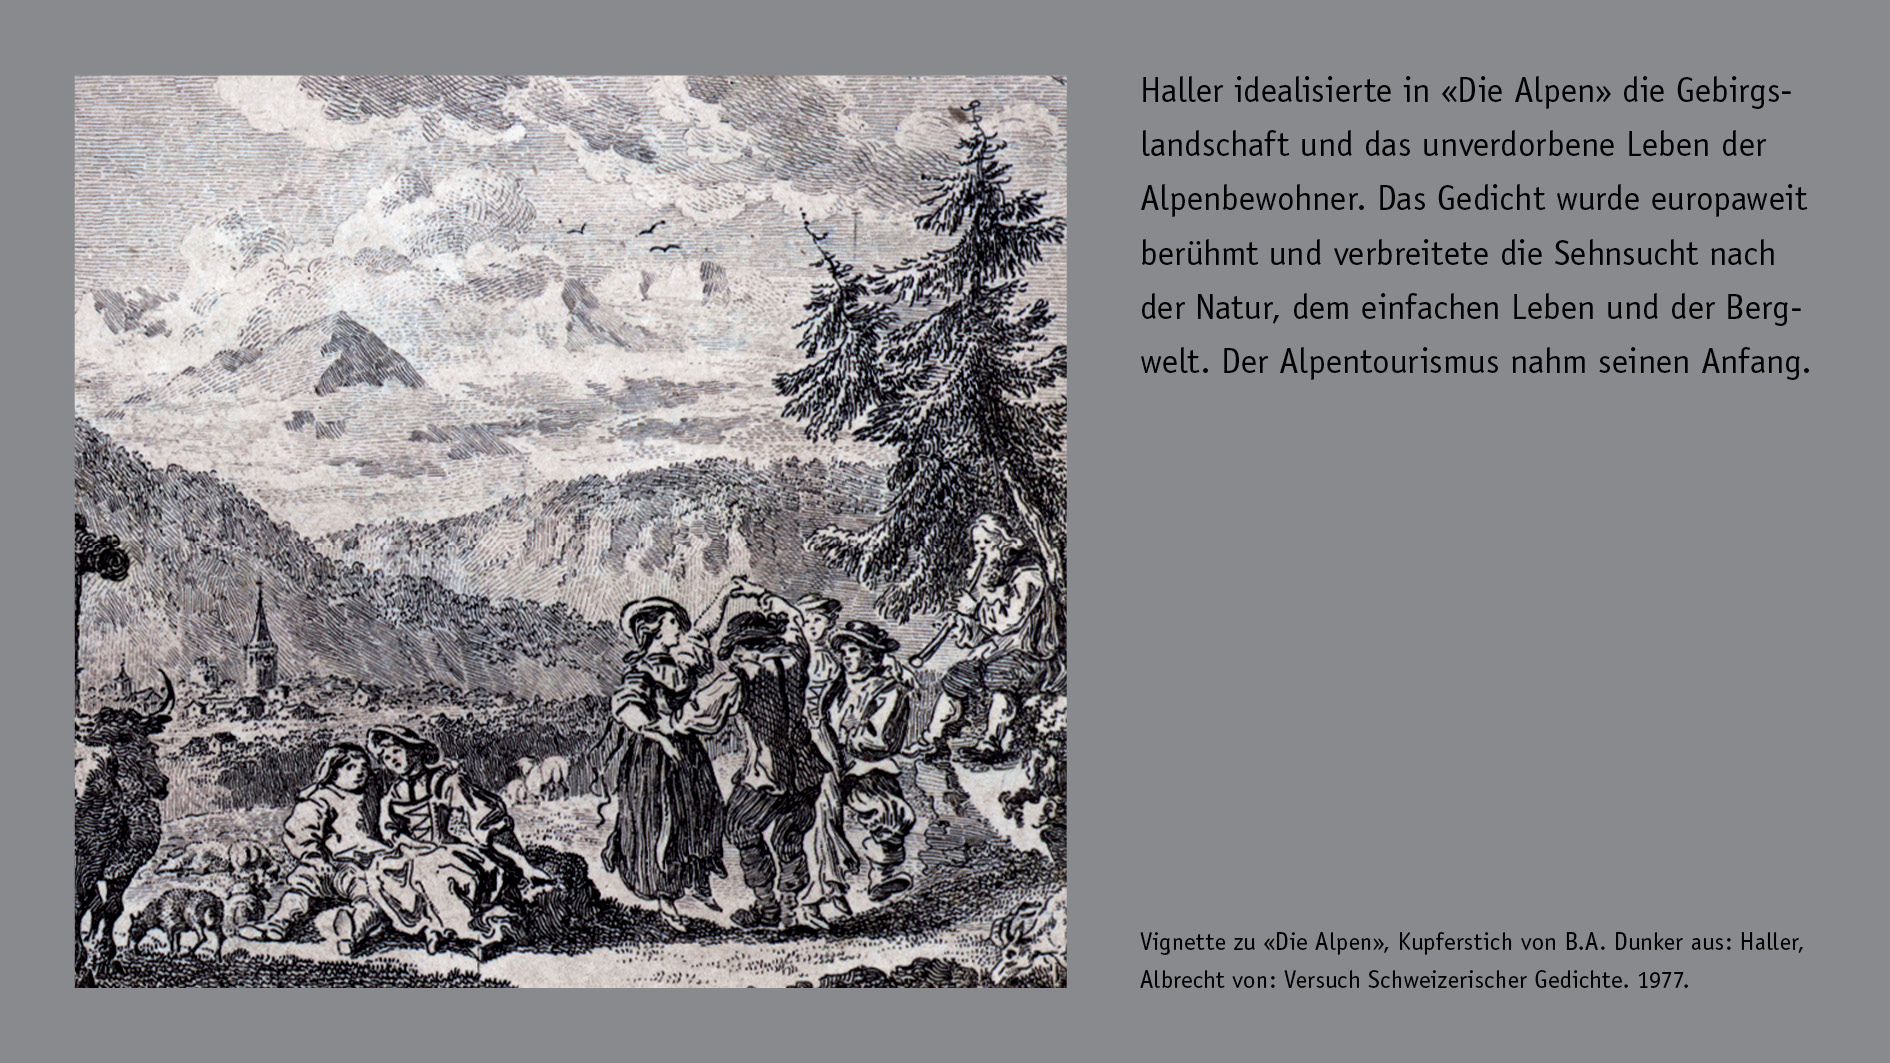 Haller idealisierte in «Die Alpen» die Gebirgs-
landschaft und das unverdorbene Leben der
Alpenbewohner. Das Gedicht wurde europaweit
berühmt und verbreitete die Sehnsucht nach
der Natur, dem einfachen Leben und der Berg-
welt. Der Alpentourismus nahm seinen Anfang.
Vignette zu «Die Alpen», Kupferstich von B.A. Dunker aus: Haller,
Albrecht von: Versuch Schweizerischer Gedichte. 1977.